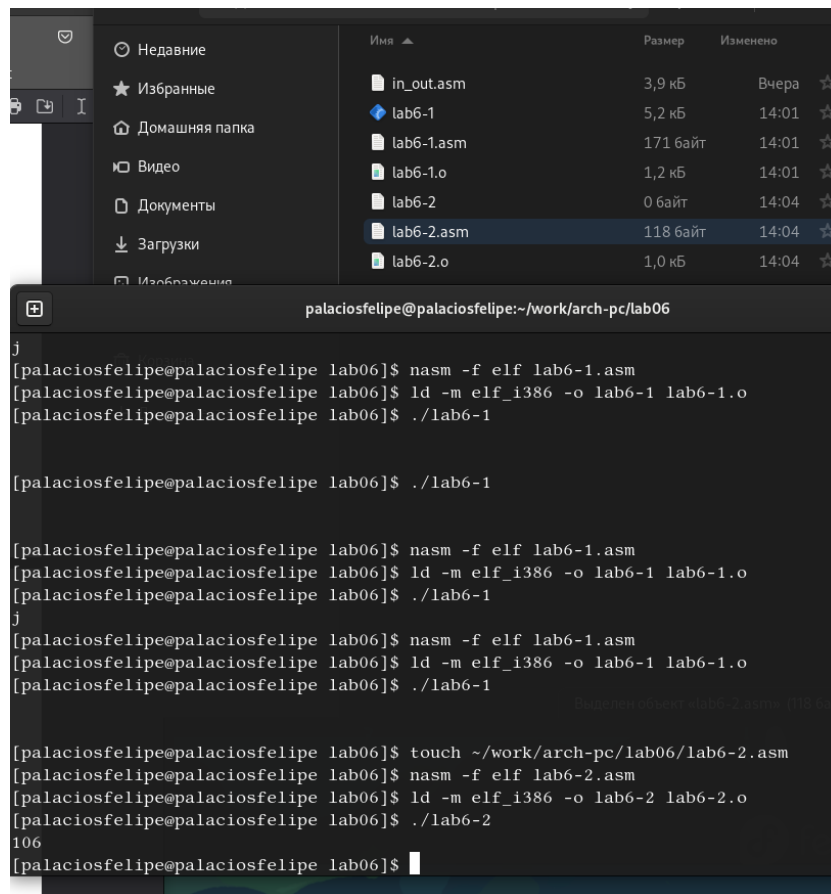 Имя Размер Изменено
Недавние
Избранные
Домашняя папка
Видео
Документы
Загрузки
Изображения
in_out.asm 3,9 кБ Вчера
lab6-1 5,2 кБ 14:01
lab6-1.asm 171 байт 14:01
lab6-1.o 1,2 кБ 14:01
lab6-2 0 байт 14:04
lab6-2.asm 118 байт 14:04
lab6-2.o 1,0 кБ 14:04
palaciosfelipe@palaciosfelipe:~/work/arch-pc/lab06
j
Корзина
[palaciosfelipe@palaciosfelipe lab06]$ nasm -f elf lab6-1.asm
[palaciosfelipe@palaciosfelipe lab06]$ ld -m elf_i386 -o lab6-1 lab6-1.o
[palaciosfelipe@palaciosfelipe lab06]$ ./lab6-1
[palaciosfelipe@palaciosfelipe lab06]$ ./lab6-1
[palaciosfelipe@palaciosfelipe lab06]$ nasm -f elf lab6-1.asm
[palaciosfelipe@palaciosfelipe lab06]$ ld -m elf_i386 -o lab6-1 lab6-1.o
[palaciosfelipe@palaciosfelipe lab06]$ ./lab6-1
j
[palaciosfelipe@palaciosfelipe lab06]$ nasm -f elf lab6-1.asm
[palaciosfelipe@palaciosfelipe lab06]$ ld -m elf_i386 -o lab6-1 lab6-1.o
[palaciosfelipe@palaciosfelipe lab06]$ ./lab6-1
Выделен объект «lab6-2.asm» (118
[palaciosfelipe@palaciosfelipe lab06]$ touch ~/work/arch-pc/lab06/lab6-2.asm
[palaciosfelipe@palaciosfelipe lab06]$ nasm -f elf lab6-2.asm
[palaciosfelipe@palaciosfelipe lab06]$ ld -m elf_i386 -o lab6-2 lab6-2.o
[palaciosfelipe@palaciosfelipe lab06]$ ./lab6-2
106
[palaciosfelipe@palaciosfelipe lab06]$